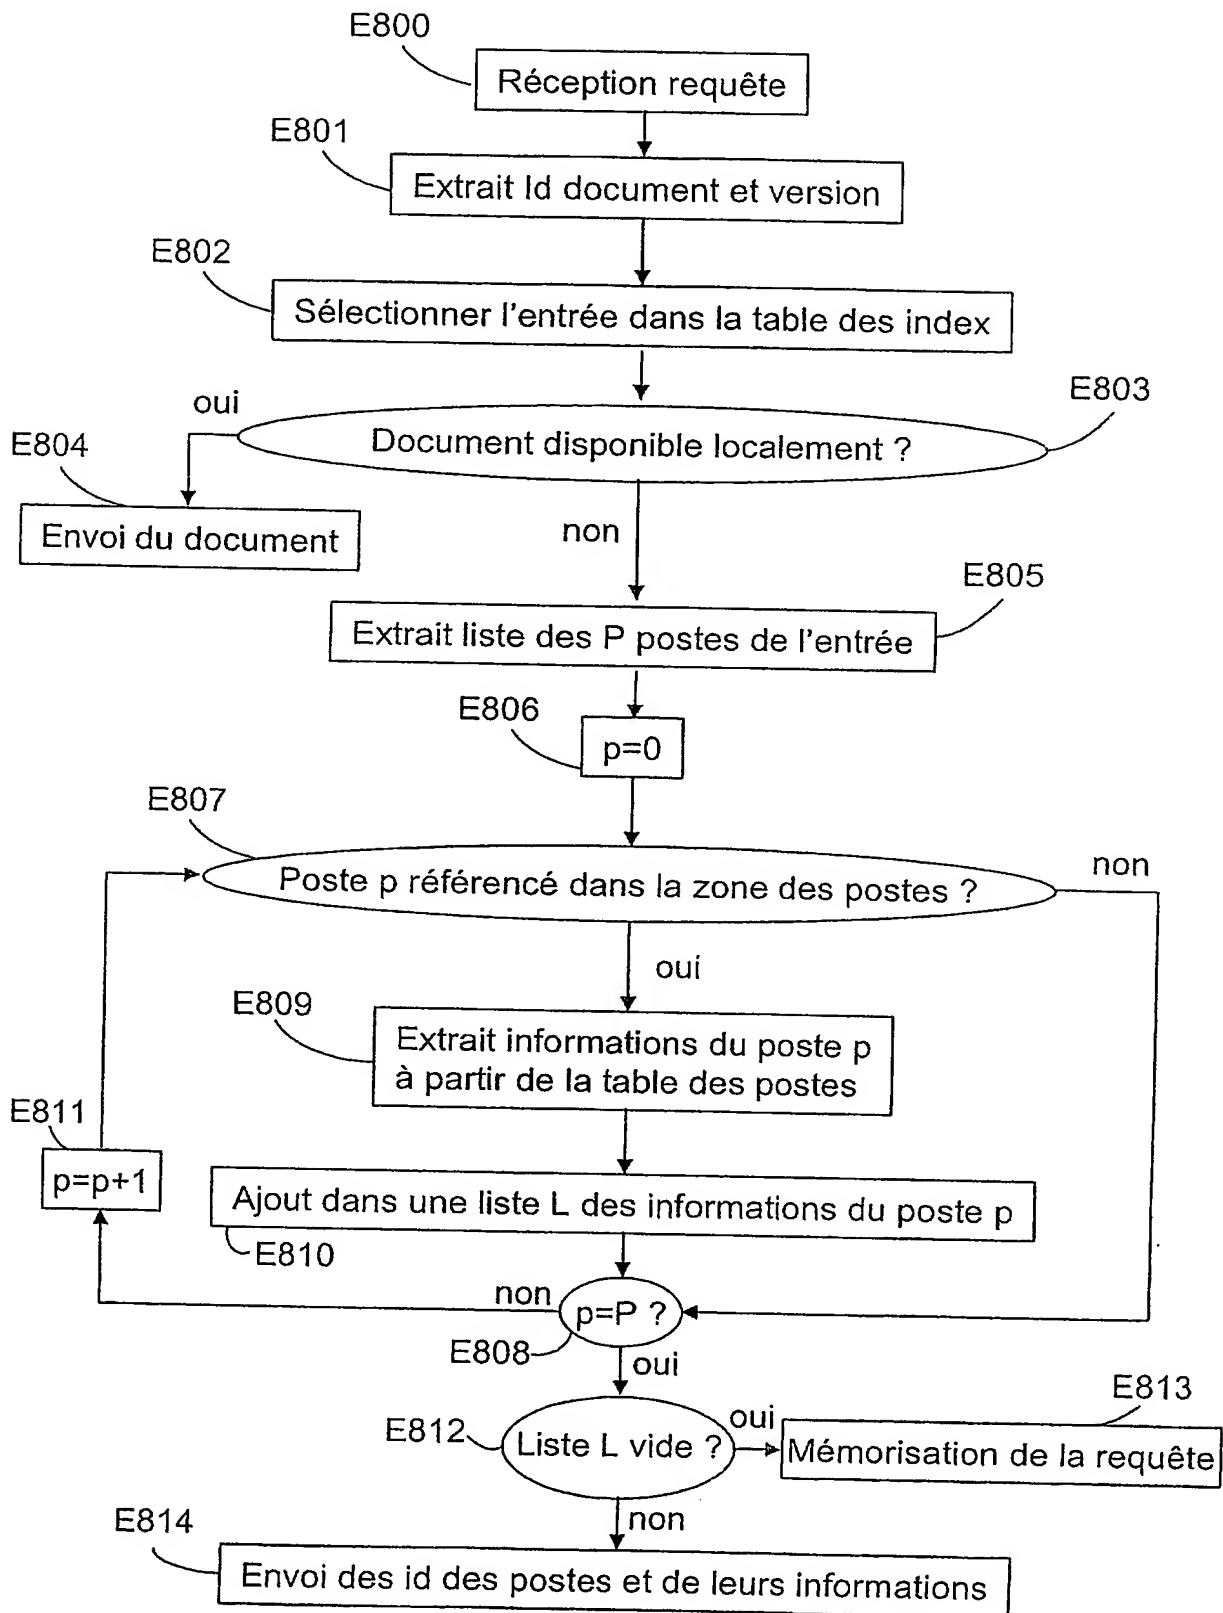 E800
Réception requête
E801
Extrait Id document et version
E802
Sélectionner l'entrée dans la table des index
E803
oui
Document disponible localement ?
E804
Envoi du document
non
E805
Extrait liste des P postes de l'entrée
E806
p=0
E807
Poste p référencé dans la zone des postes ?
non
oui
E809
Extrait informations du poste p
à partir de la table des postes
E811
p=p+1
Ajout dans une liste L des informations du poste p
E810
non
p=P ?
E808
oui
E812
Liste L vide ?
oui
E813
Mémorisation de la requête
non
E814
Envoi des id des postes et de leurs informations